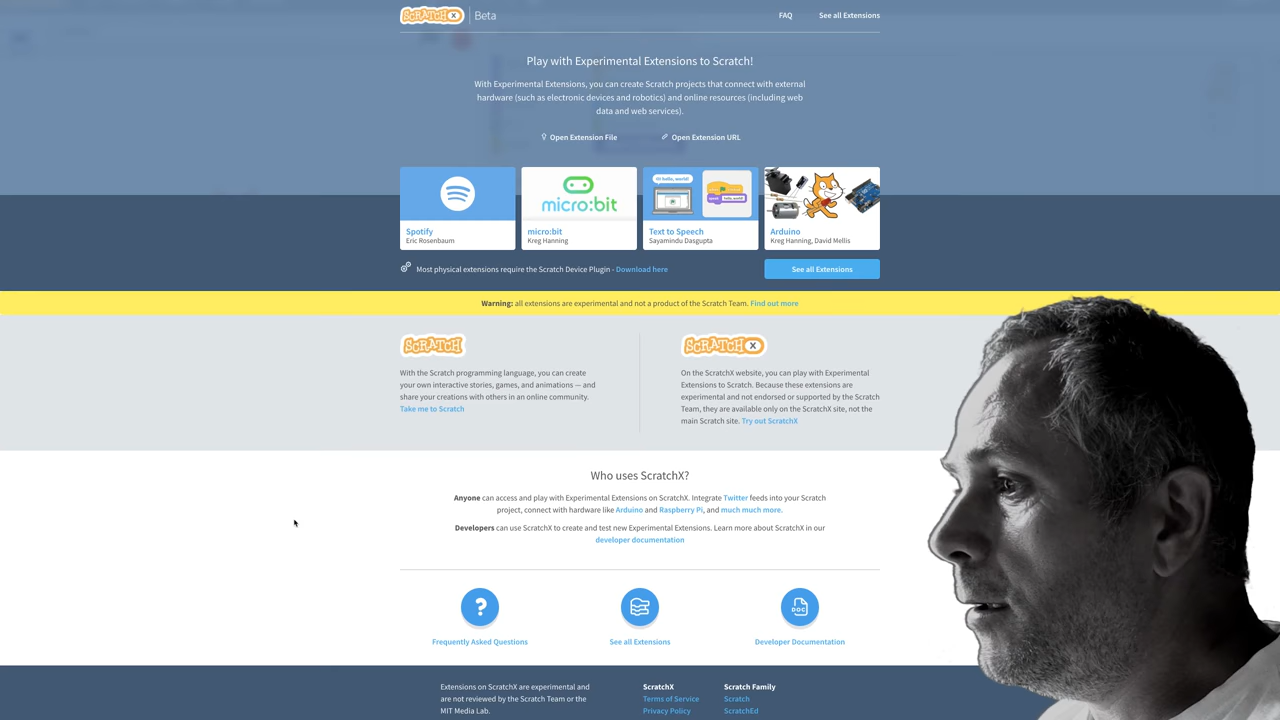 SCRATCH X Beta
FAQ
See all Extensions
Play with Experimental Extensions to Scratch!
With Experimental Extensions, you can create Scratch projects that connect with external
hardware (such as electronic devices and robotics) and online resources (including web
data and web services).
Open Extension File
Open Extension URL
Spotify
Eric Rosenbaum
micro:bit
micro:bit
Kreg Hanning
Hi hello, world!
Text to Speech
Sayamindu Dasgupta
Arduino
Kreg Hanning, David Mellis
Most physical extensions require the Scratch Device Plugin - Download here
See all Extensions
Warning: all extensions are experimental and not a product of the Scratch Team. Find out more
SCRATCH
With the Scratch programming language, you can create
your own interactive stories, games, and animations — and
share your creations with others in an online community.
Take me to Scratch
SCRATCH X
On the ScratchX website, you can play with Experimental
Extensions to Scratch. Because these extensions are
experimental and not endorsed or supported by the Scratch
Team, they are available only on the ScratchX site, not the
main Scratch site. Try out ScratchX
Who uses ScratchX?
Anyone can access and play with Experimental Extensions on ScratchX. Integrate Twitter feeds into your Scratch
project, connect with hardware like Arduino and Raspberry Pi, and much much more.
Developers can use ScratchX to create and test new Experimental Extensions. Learn more about ScratchX in our
developer documentation
?
DOC
Frequently Asked Questions
See all Extensions
Developer Documentation
Extensions on ScratchX are experimental and
are not reviewed by the Scratch Team or the
MIT Media Lab.
ScratchX
Terms of Service
Privacy Policy
Scratch Family
Scratch
ScratchEd